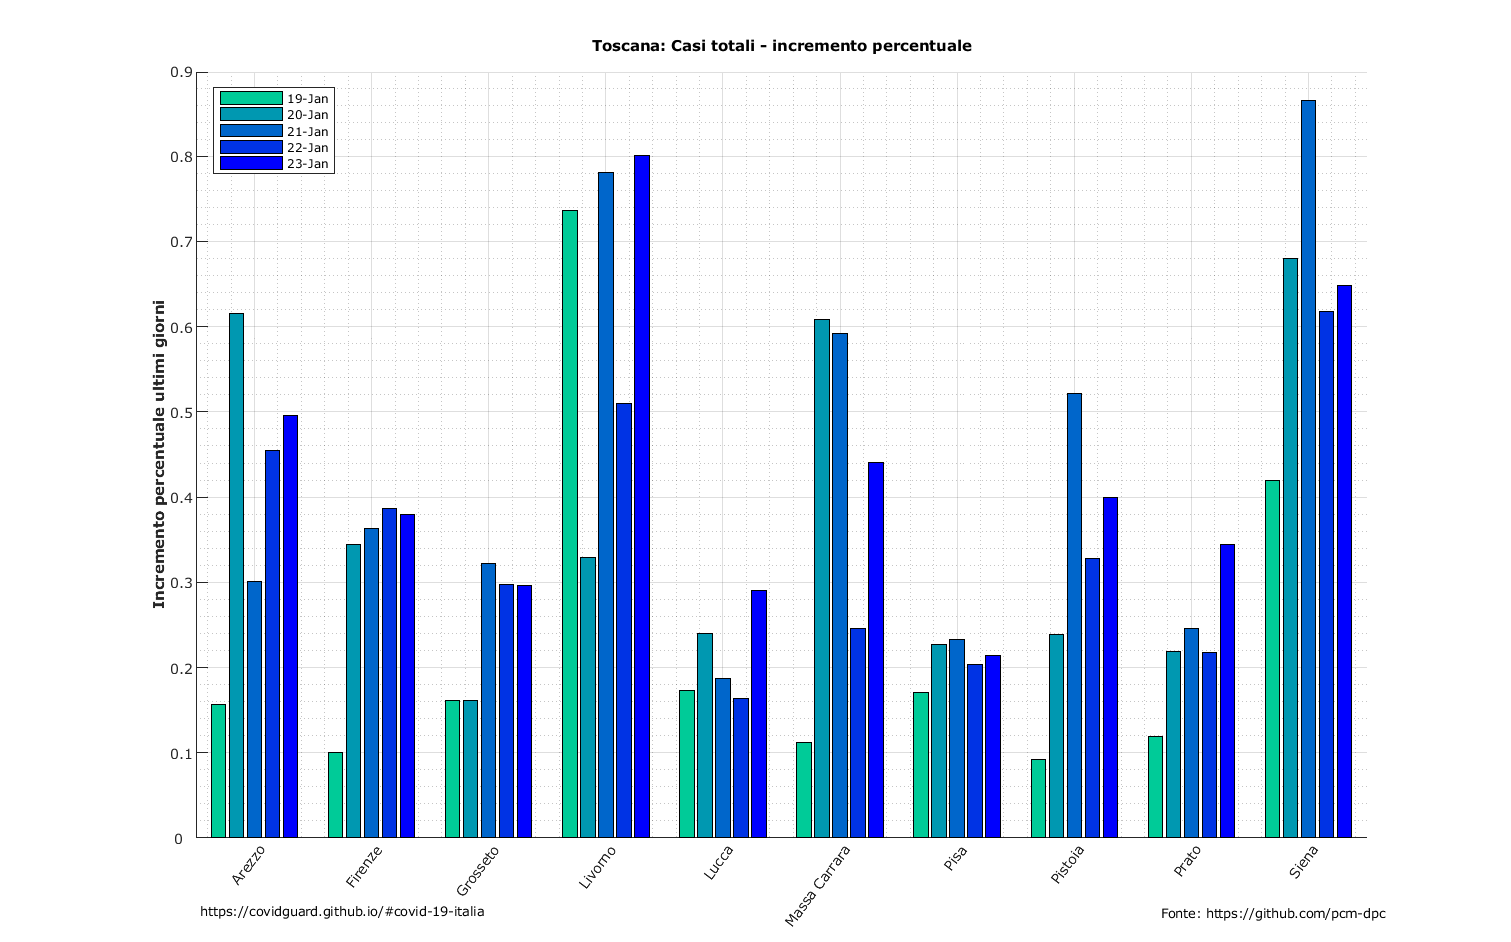 Toscana: Casi totali - incremento percentuale
Incremento percentuale ultimi giorni
0.9
0.8
0.7
0.6
0.5
0.4
0.3
0.2
0.1
0
19-Jan
20-Jan
21-Jan
22-Jan
23-Jan
Arezzo
Firenze
Grosseto
Livorno
Lucca
Massa Carrara
Pisa
Pistoia
Prato
Siena
https://covidguard.github.io/#covid-19-italia
Fonte: https://github.com/pcm-dpc